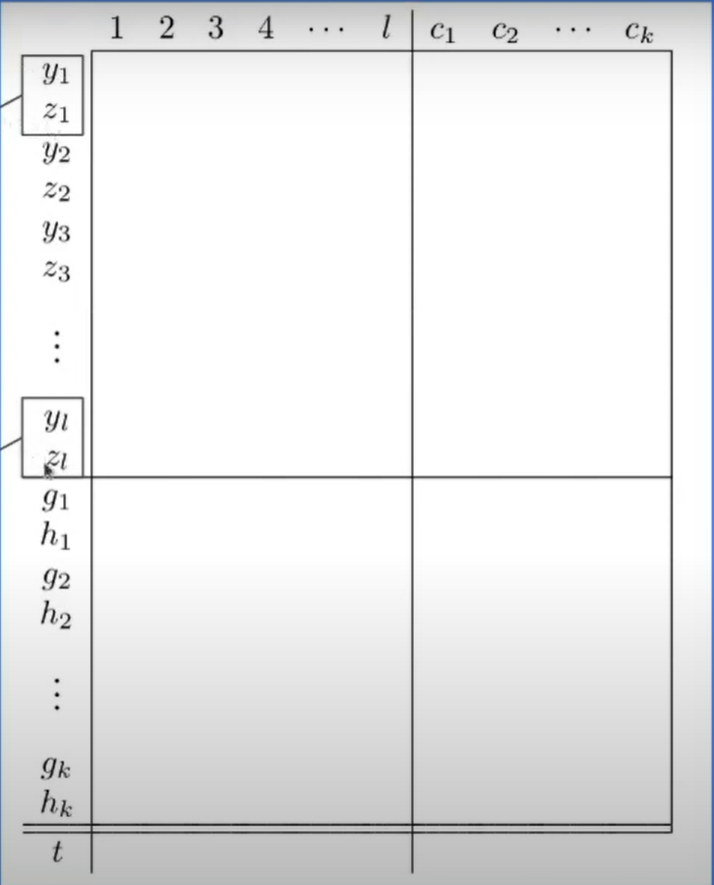 1 2 3 4 ⋯ l c₁ c₂ ⋯ cₖ
y₁
z₁
y₂
z₂
y₃
z₃
⋮
yₗ
zₗ
g₁
h₁
g₂
h₂
⋮
gₖ
hₖ
t